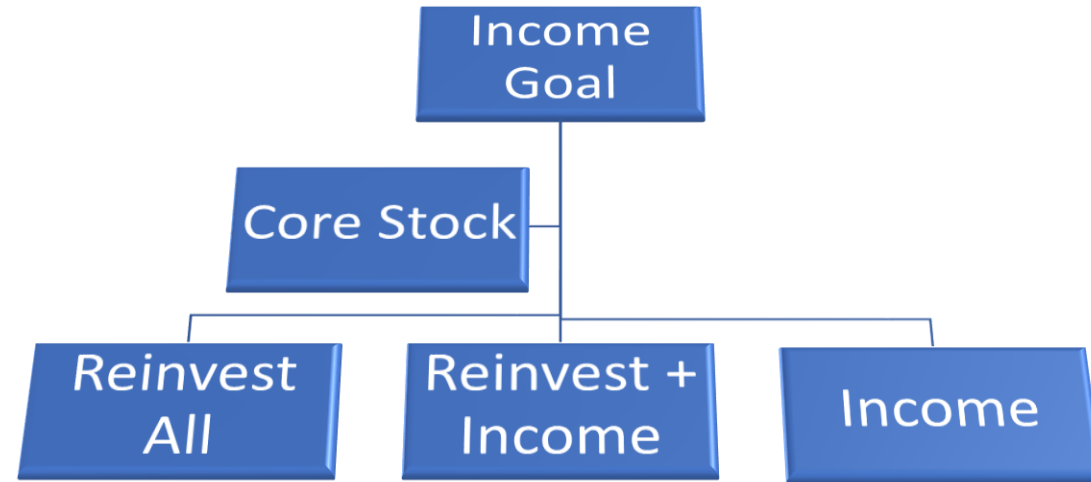 Income
Goal
Core Stock
Reinvest
All
Reinvest +
Income
Income